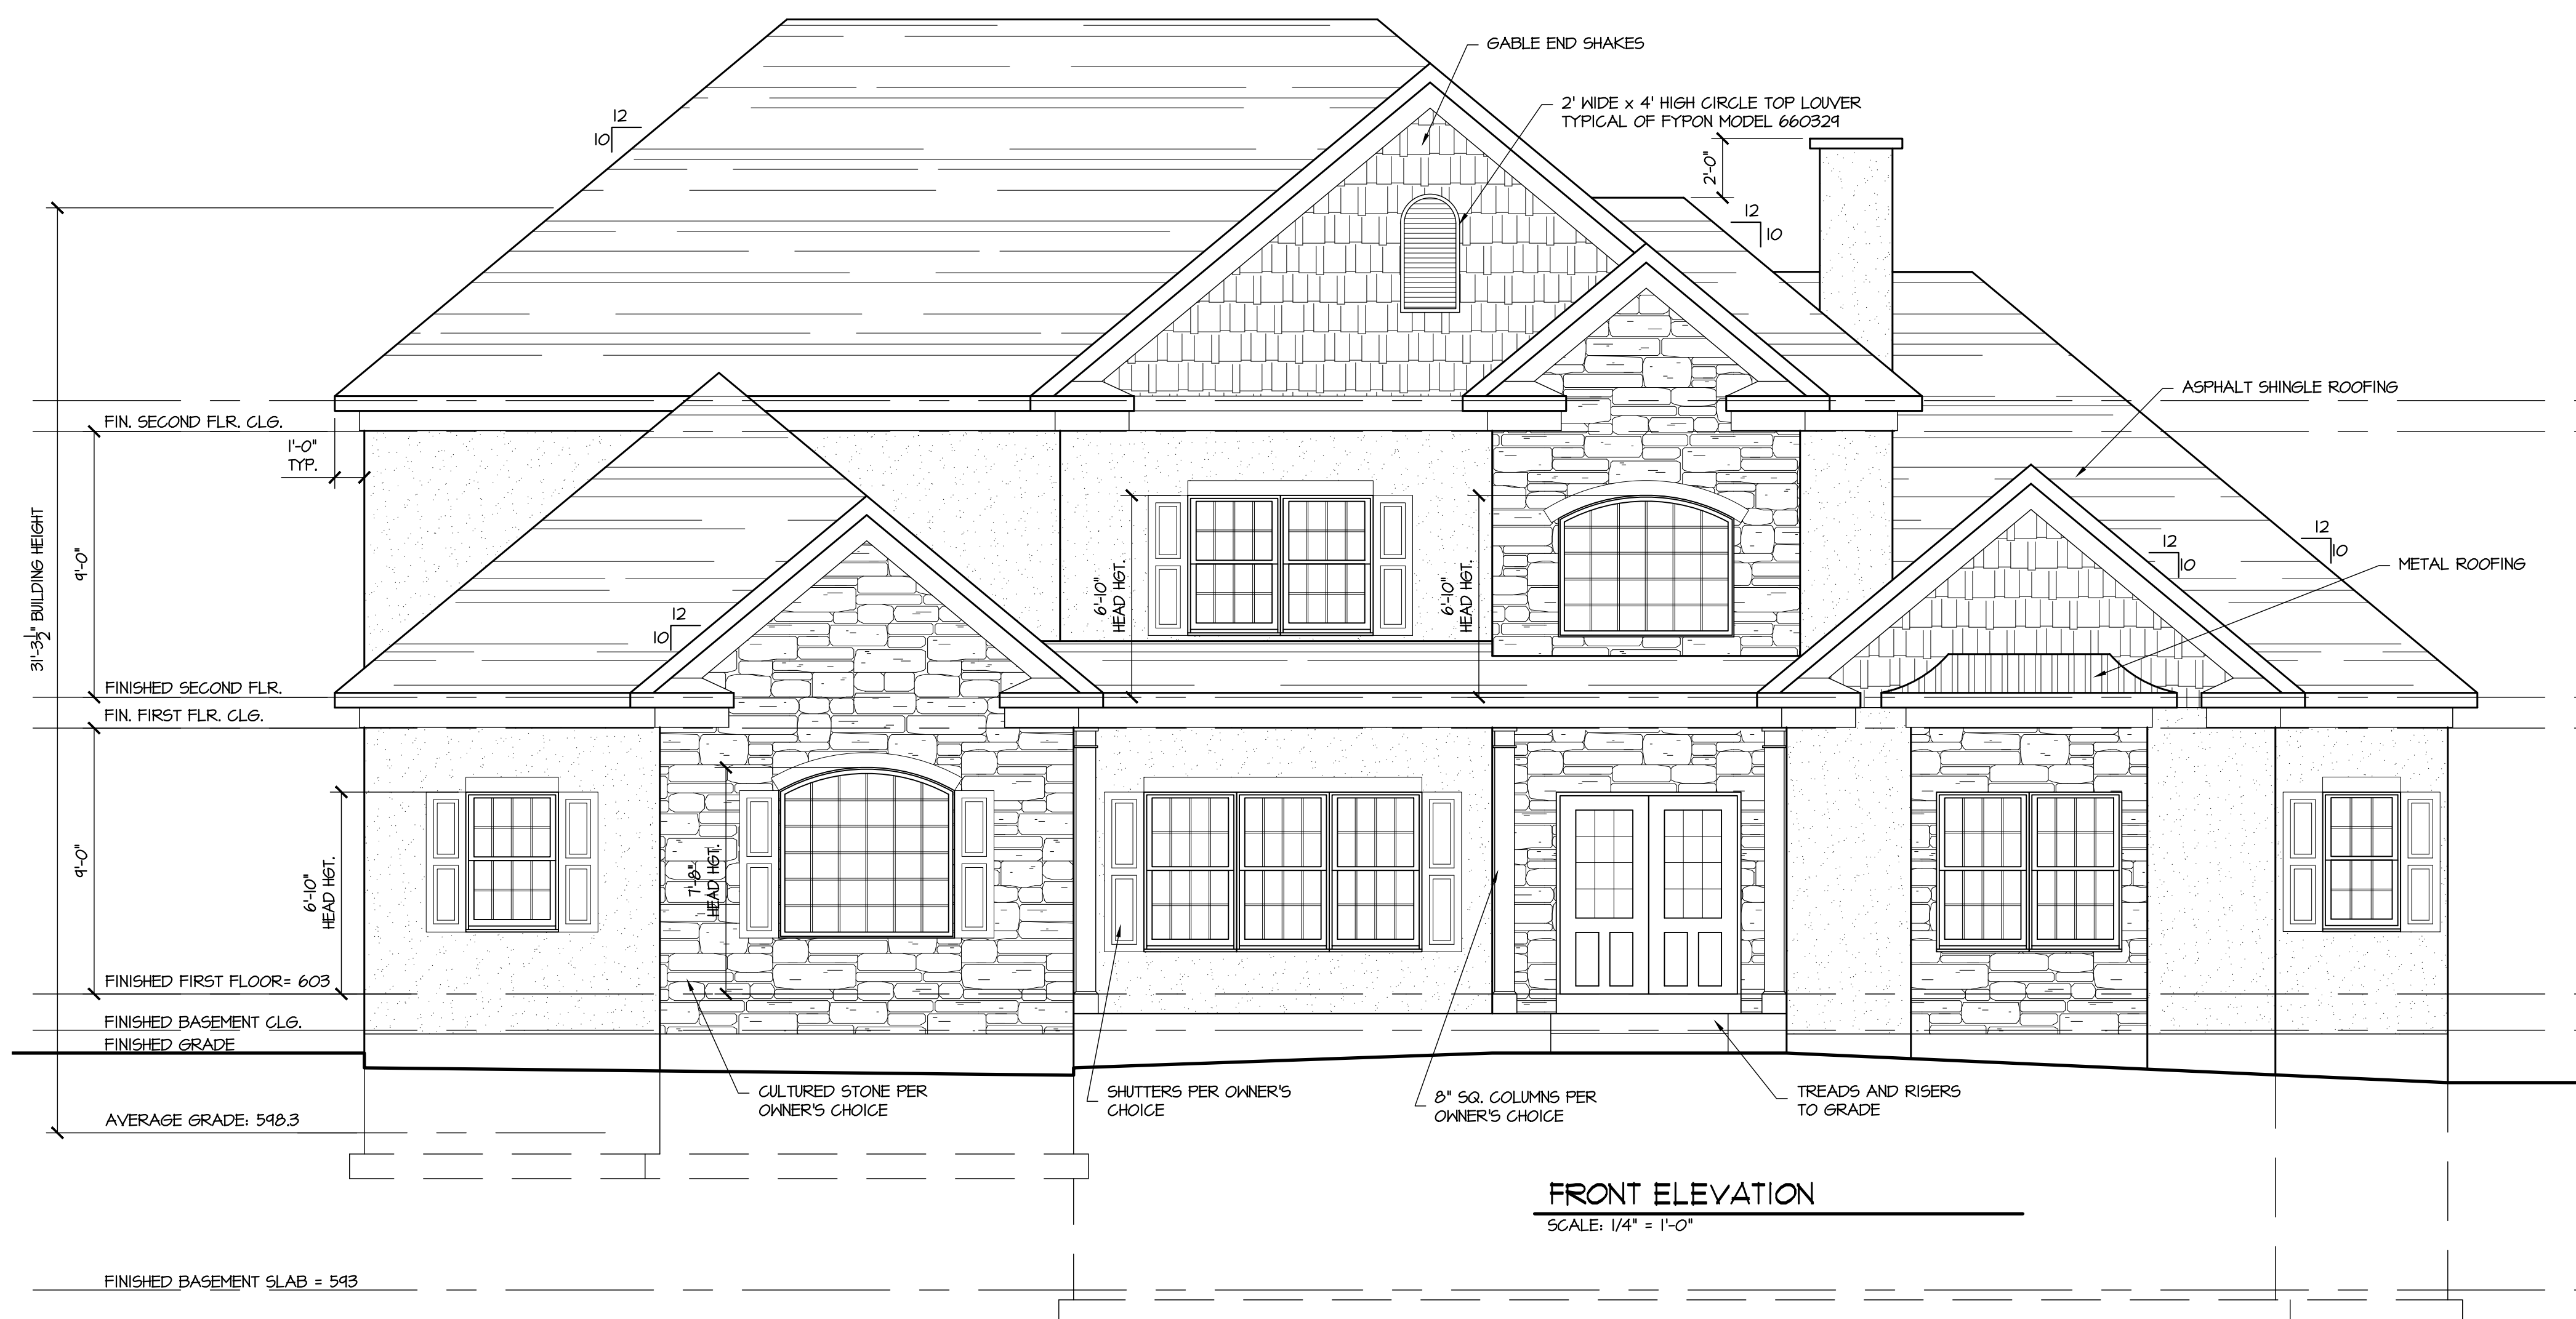 GABLE END SHAKES
2' WIDE x 4' HIGH CIRCLE TOP LOUVER
TYPICAL OF FYPON MODEL 660329
12
10
2'-0"
12
10
ASPHALT SHINGLE ROOFING
FIN. SECOND FLR. CLG.
1'-0"
TYP.
31'-3 1/2" BUILDING HEIGHT
9'-0"
12
10
12
10
METAL ROOFING
6'-10"
HEAD HGT.
6'-10"
HEAD HGT.
12
10
FINISHED SECOND FLR.
FIN. FIRST FLR. CLG.
9'-0"
6'-10"
HEAD HGT.
7'-8"
HEAD HGT.
FINISHED FIRST FLOOR= 603
FINISHED BASEMENT CLG.
FINISHED GRADE
CULTURED STONE PER
OWNER'S CHOICE
SHUTTERS PER OWNER'S
CHOICE
8" SQ. COLUMNS PER
OWNER'S CHOICE
TREADS AND RISERS
TO GRADE
AVERAGE GRADE: 598.3
FRONT ELEVATION
SCALE: 1/4" = 1'-0"
FINISHED BASEMENT SLAB = 593